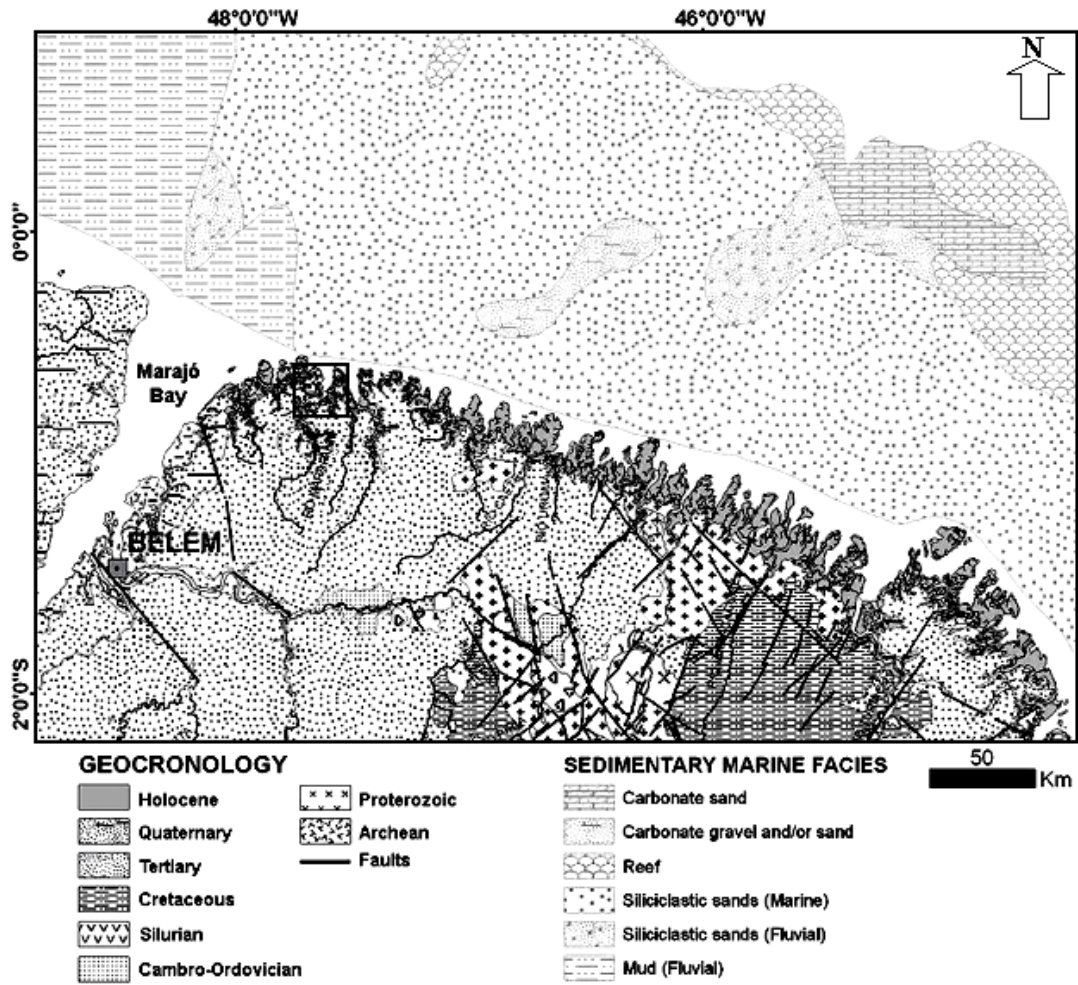 48°0'0"W
46°0'0"W
N
0°0'0"
Marajó
Bay
BELÉM
2°0'0"S
GEOCRONOLOGY
Holocene
Quaternary
Tertiary
Cretaceous
Silurian
Cambro-Ordovician
Proterozoic
Archean
Faults
SEDIMENTARY MARINE FACIES
Carbonate sand
Carbonate gravel and/or sand
Reef
Siliciclastic sands (Marine)
Siliciclastic sands (Fluvial)
Mud (Fluvial)
50
Km